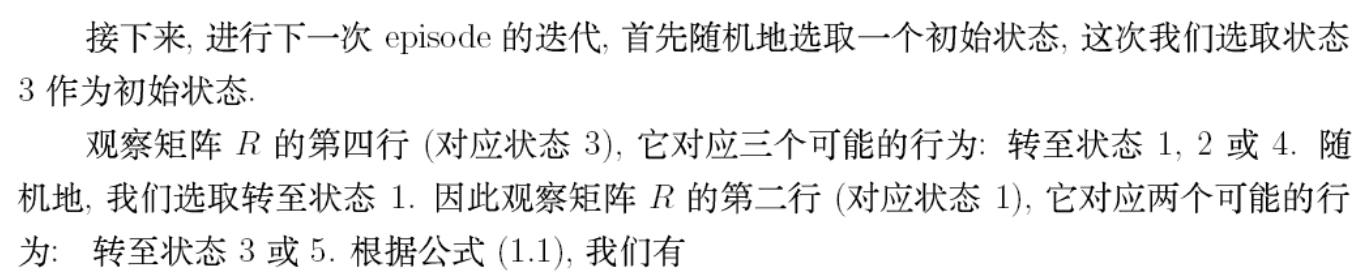 接下来, 进行下一次 episode 的迭代, 首先随机地选取一个初始状态, 这次我们选取状态
3 作为初始状态.
观察矩阵 R 的第四行 (对应状态 3), 它对应三个可能的行为: 转至状态 1, 2 或 4. 随
机地, 我们选取转至状态 1. 因此观察矩阵 R 的第二行 (对应状态 1), 它对应两个可能的行
为: 转至状态 3 或 5. 根据公式 (1.1), 我们有